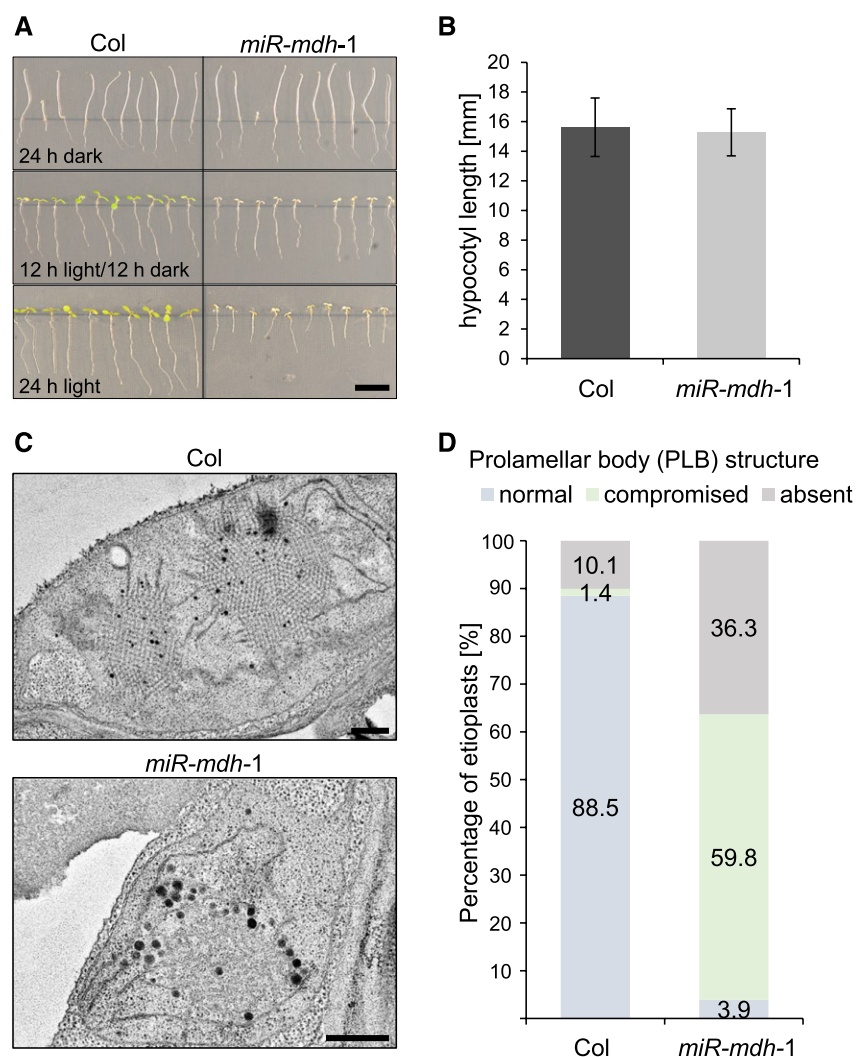 A
Col
miR-mdh-1
24 h dark
12 h light/12 h dark
24 h light
B
hypocotyl length [mm]
20
18
16
14
12
10
8
6
4
2
0
Col
miR-mdh-1
C
Col
miR-mdh-1
D
Prolamellar body (PLB) structure
normal compromised absent
Percentage of etioplasts [%]
100
90
80
70
60
50
40
30
20
10
10.1
1.4
88.5
36.3
59.8
3.9
Col
miR-mdh-1